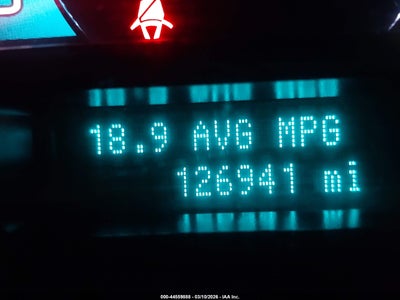 18.9 AVG MPG
126941 mi
000-44559888 - 03/10/2026 - IAA Inc.